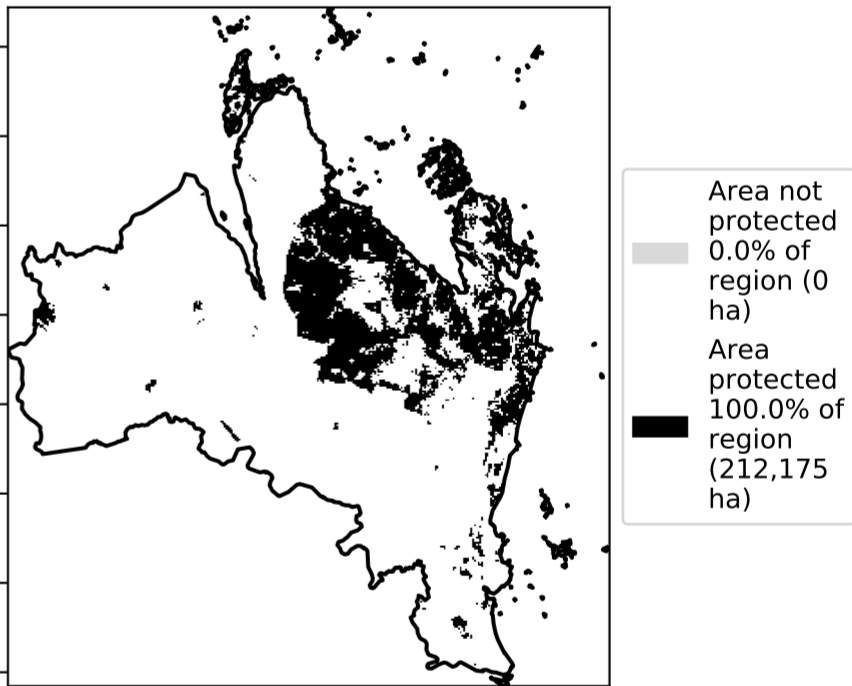 Area not
protected
0.0% of
region (0
ha)
Area
protected
100.0% of
region
(212,175
ha)